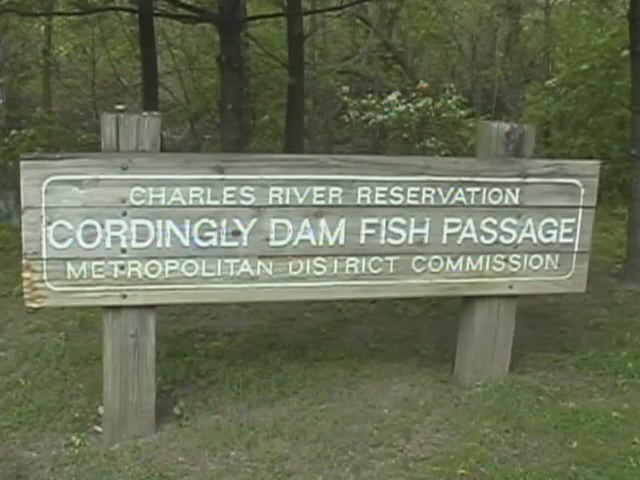 CHARLES RIVER RESERVATION
CORDINGLY DAM FISH PASSAGE
METROPOLITAN DISTRICT COMMISSION